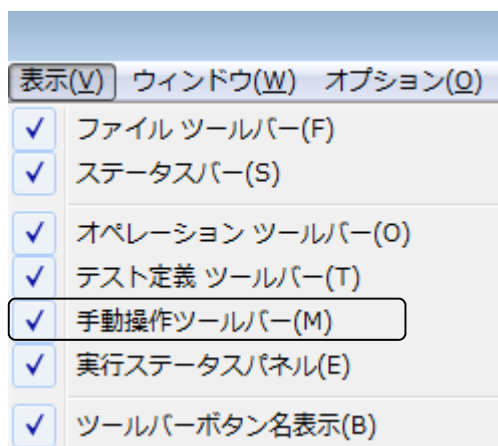 表示(V) ウィンドウ(W) オプション(O)
ファイル ツールバー(F)
ステータスバー(S)
オペレーション ツールバー(O)
テスト定義 ツールバー(T)
手動操作ツールバー(M)
実行ステータスパネル(E)
ツールバーボタン名表示(B)